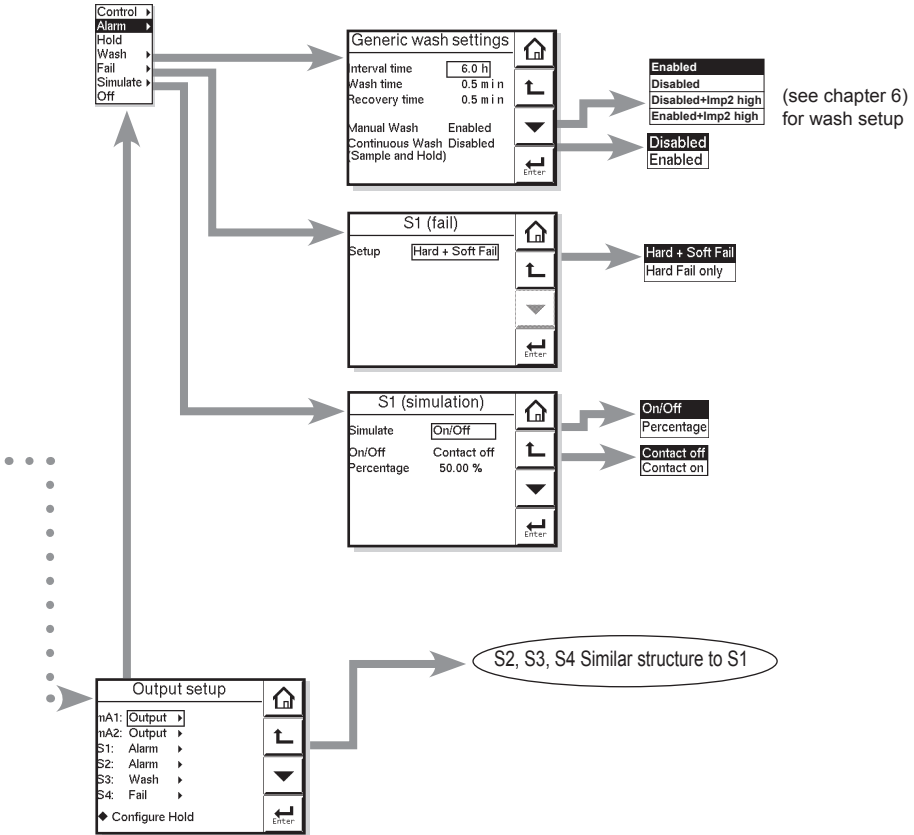 Control
Alarm
Hold
Wash
Fail
Simulate
Off
Generic wash settings
Interval time 6.0 h
Wash time 0.5 min
Recovery time 0.5 min
Manual Wash Enabled
Continuous Wash Disabled
(Sample and Hold)
Enter
Enabled
Disabled
Disabled+Imp2 high
Enabled+Imp2 high
(see chapter 6)
for wash setup
Disabled
Enabled
S1 (fail)
Setup Hard + Soft Fail
Enter
Hard + Soft Fail
Hard Fail only
S1 (simulation)
Simulate On/Off
On/Off Contact off
Percentage 50.00 %
Enter
On/Off
Percentage
Contact off
Contact on
S2, S3, S4 Similar structure to S1
Output setup
mA1: Output
mA2: Output
S1: Alarm
S2: Alarm
S3: Wash
S4: Fail
◆ Configure Hold
Enter